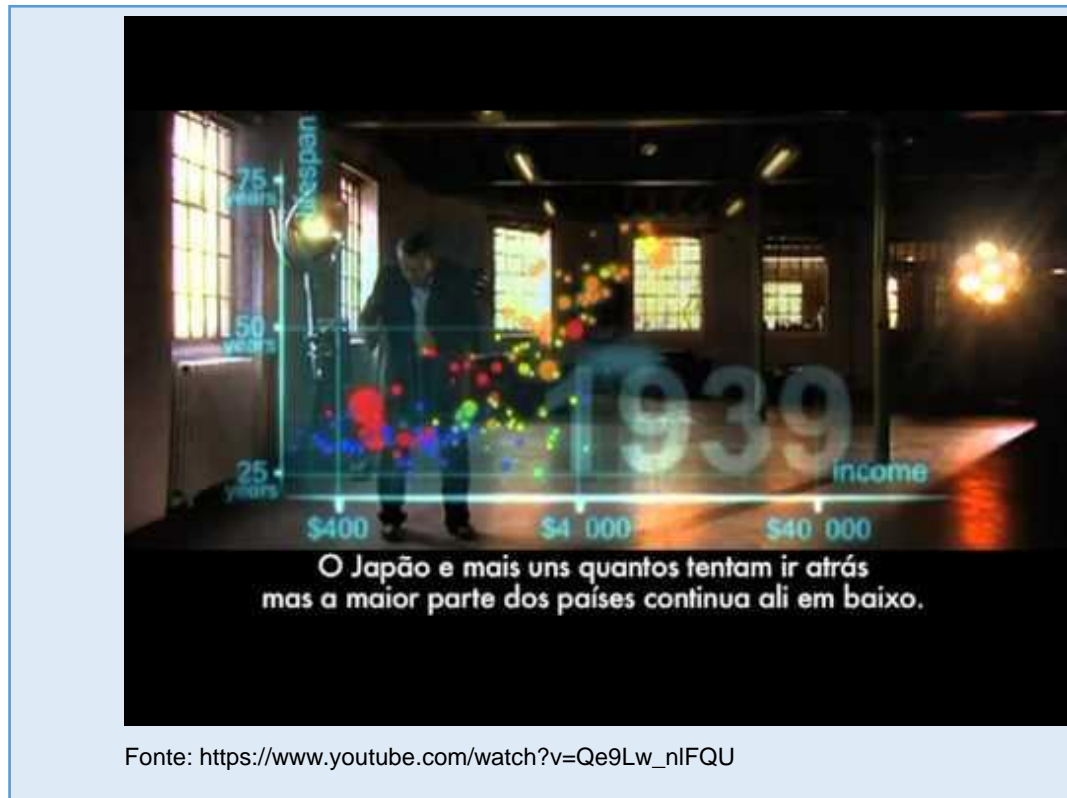 lifespan
75
years
50
years
25
years
1939
income
$400
$4 000
$40 000
O Japão e mais uns quantos tentam ir atrás
mas a maior parte dos países continua ali em baixo.
Fonte: https://www.youtube.com/watch?v=Qe9Lw_nlFQU